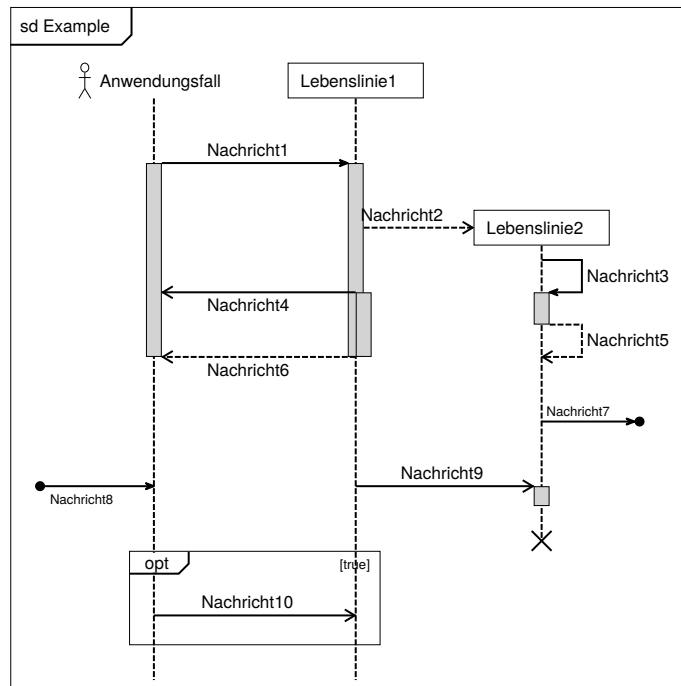 sd Example
Anwendungsfall
Lebenslinie1
Nachricht1
Nachricht2
Lebenslinie2
Nachricht3
Nachricht4
Nachricht5
Nachricht6
Nachricht7
Nachricht9
Nachricht8
opt
[true]
Nachricht10